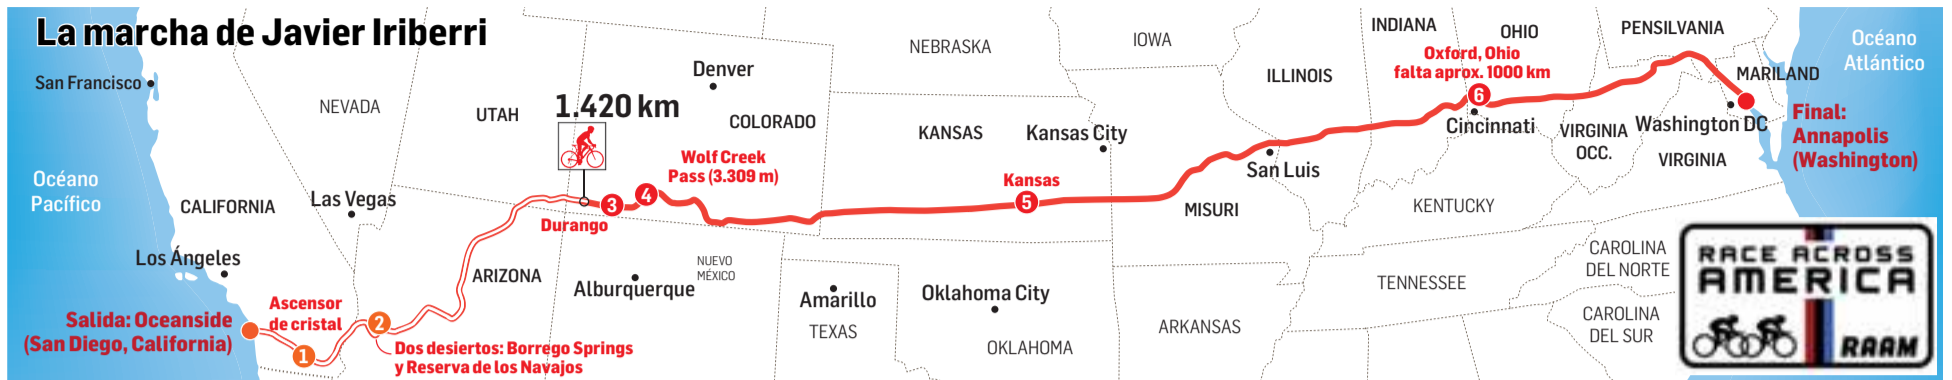 La marcha de Javier Iriberri
San Francisco
NEVADA
UTAH
1.420 km
Denver
COLORADO
NEBRASKA
IOWA
ILLINOIS
INDIANA
OHIO
PENSILVANIA
Oxford, Ohio
falta aprox. 1000 km
6
Cincinnati
MARILAND
Océano
Atlántico
Océano
Pacífico
CALIFORNIA
Las Vegas
Los Ángeles
Wolf Creek
Pass (3.309 m)
3
4
Durango
KANSAS
Kansas City
Kansas
5
San Luis
MISURI
KENTUCKY
VIRGINIA
OCC.
Washington DC
VIRGINIA
Final:
Annapolis
(Washington)
Salida: Oceanside
(San Diego, California)
Ascensor
de cristal
1
2
Dos desiertos: Borrego Springs
y Reserva de los Navajos
ARIZONA
Alburquerque
NUEVO
MÉXICO
Amarillo
TEXAS
Oklahoma City
OKLAHOMA
ARKANSAS
TENNESSEE
CAROLINA
DEL NORTE
CAROLINA
DEL SUR
RACE ACROSS
AMERICA
RAAM